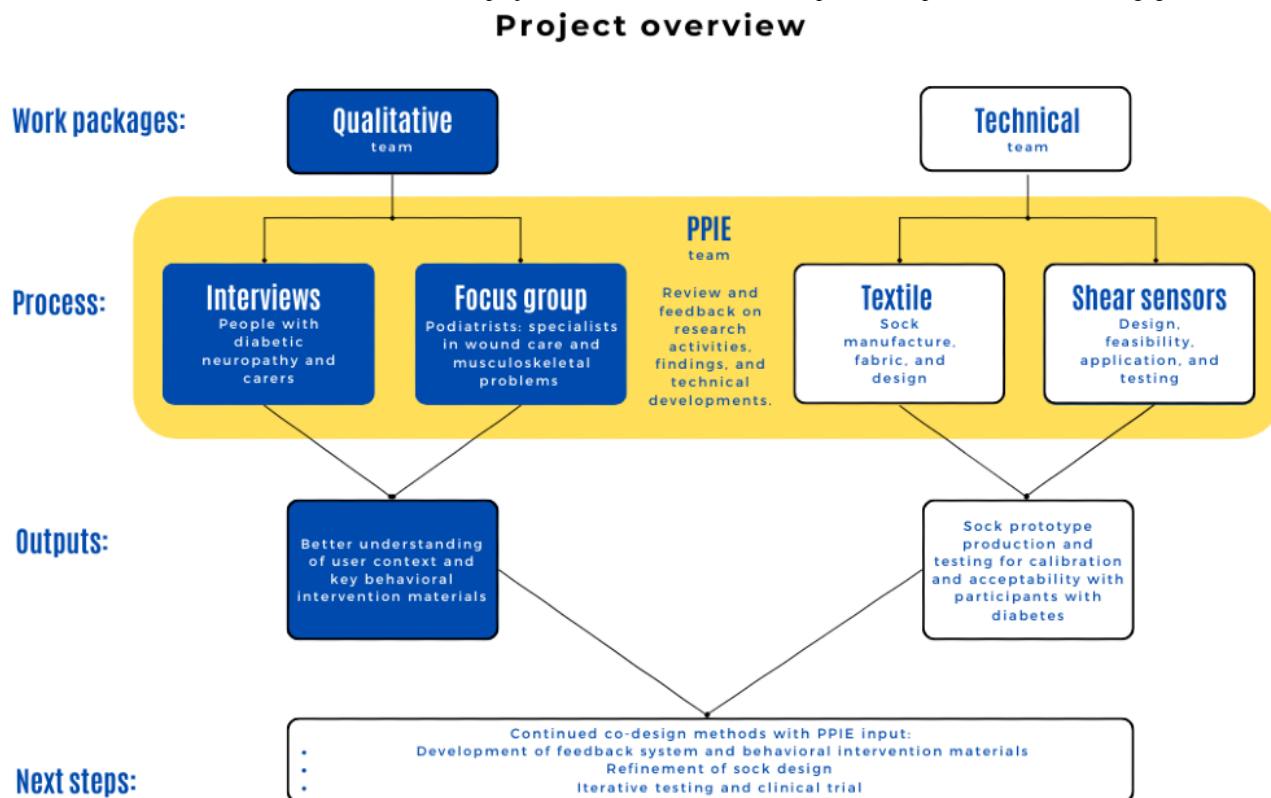 Project overview
Work packages:
Qualitative
team
Technical
team
PPIE
team
Review and
feedback on
research
activities,
findings, and
technical
developments.
Process:
Interviews
People with
diabetic
neuropathy and
carers
Focus group
Podiatrists: specialists
in wound care and
musculoskeletal
problems
Textile
Sock
manufacture,
fabric, and
design
Shear sensors
Design,
feasibility,
application, and
testing
Outputs:
Better understanding
of user context and
key behavioral
intervention materials
Sock prototype
production and
testing for calibration
and acceptability with
participants with
diabetes
Next steps:
Continued co-design methods with PPIE input:
• Development of feedback system and behavioral intervention materials
• Refinement of sock design
• Iterative testing and clinical trial